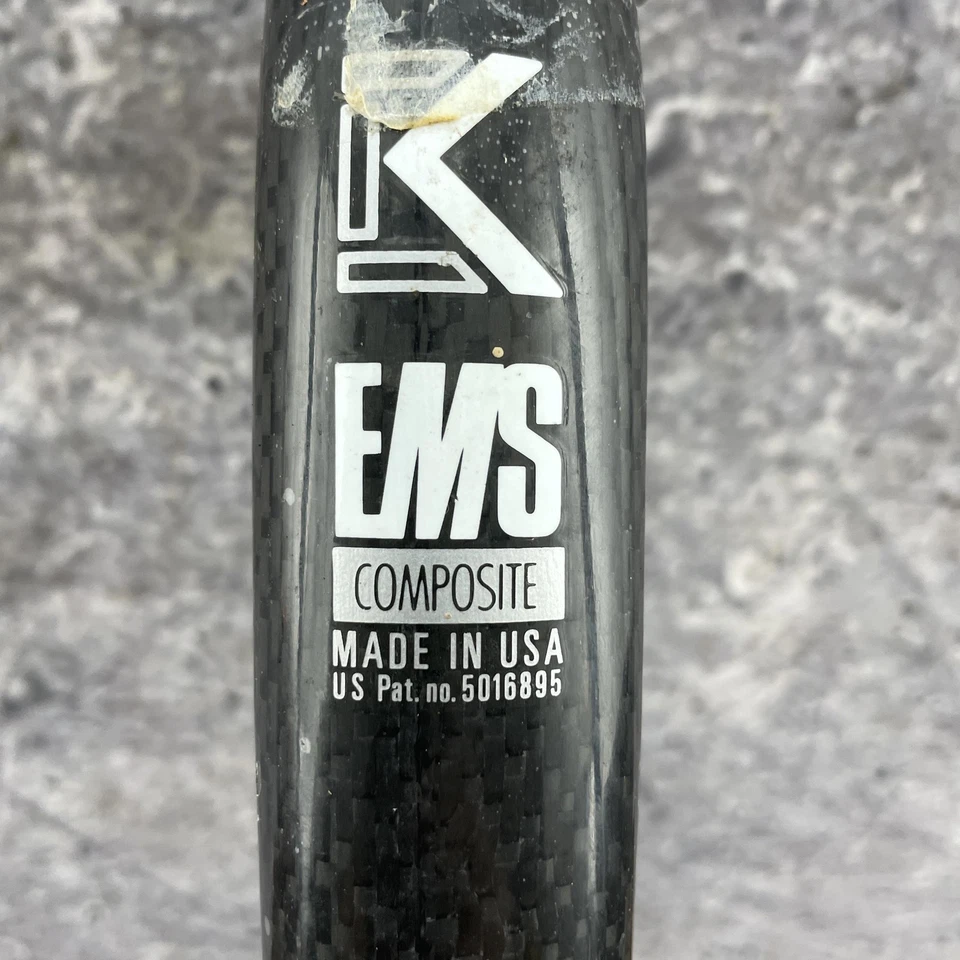 K
EMS
COMPOSITE
MADE IN USA
US Pat. no. 5016895